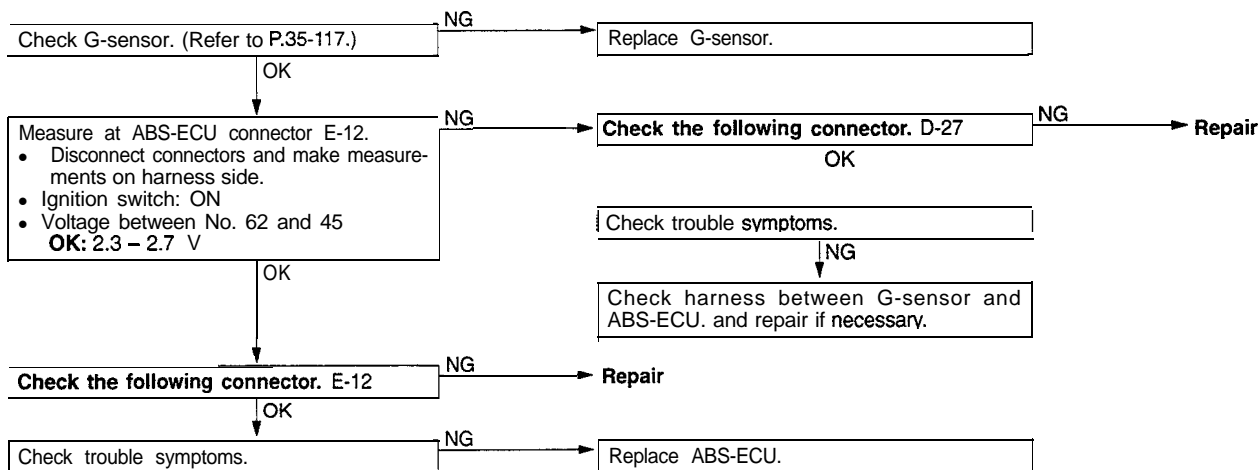 NG
Check G-sensor. (Refer to P.35-117.)
Replace G-sensor.
OK
Measure at ABS-ECU connector E-12.
• Disconnect connectors and make measure-
ments on harness side.
• Ignition switch: ON
• Voltage between No. 62 and 45
OK: 2.3 – 2.7 V
NG
Check the following connector. D-27
NG
Repair
OK
Check trouble symptoms.
NG
Check harness between G-sensor and
ABS-ECU. and repair if necessary.
OK
Check the following connector. E-12
NG
Repair
OK
Check trouble symptoms.
NG
Replace ABS-ECU.